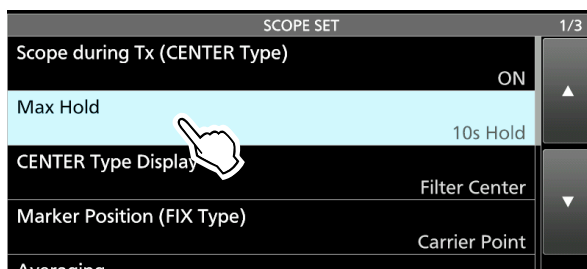 SCOPE SET
1/3
Scope during Tx (CENTER Type)
ON
Max Hold
10s Hold
CENTER Type Display
Filter Center
Marker Position (FIX Type)
Carrier Point
Averaging